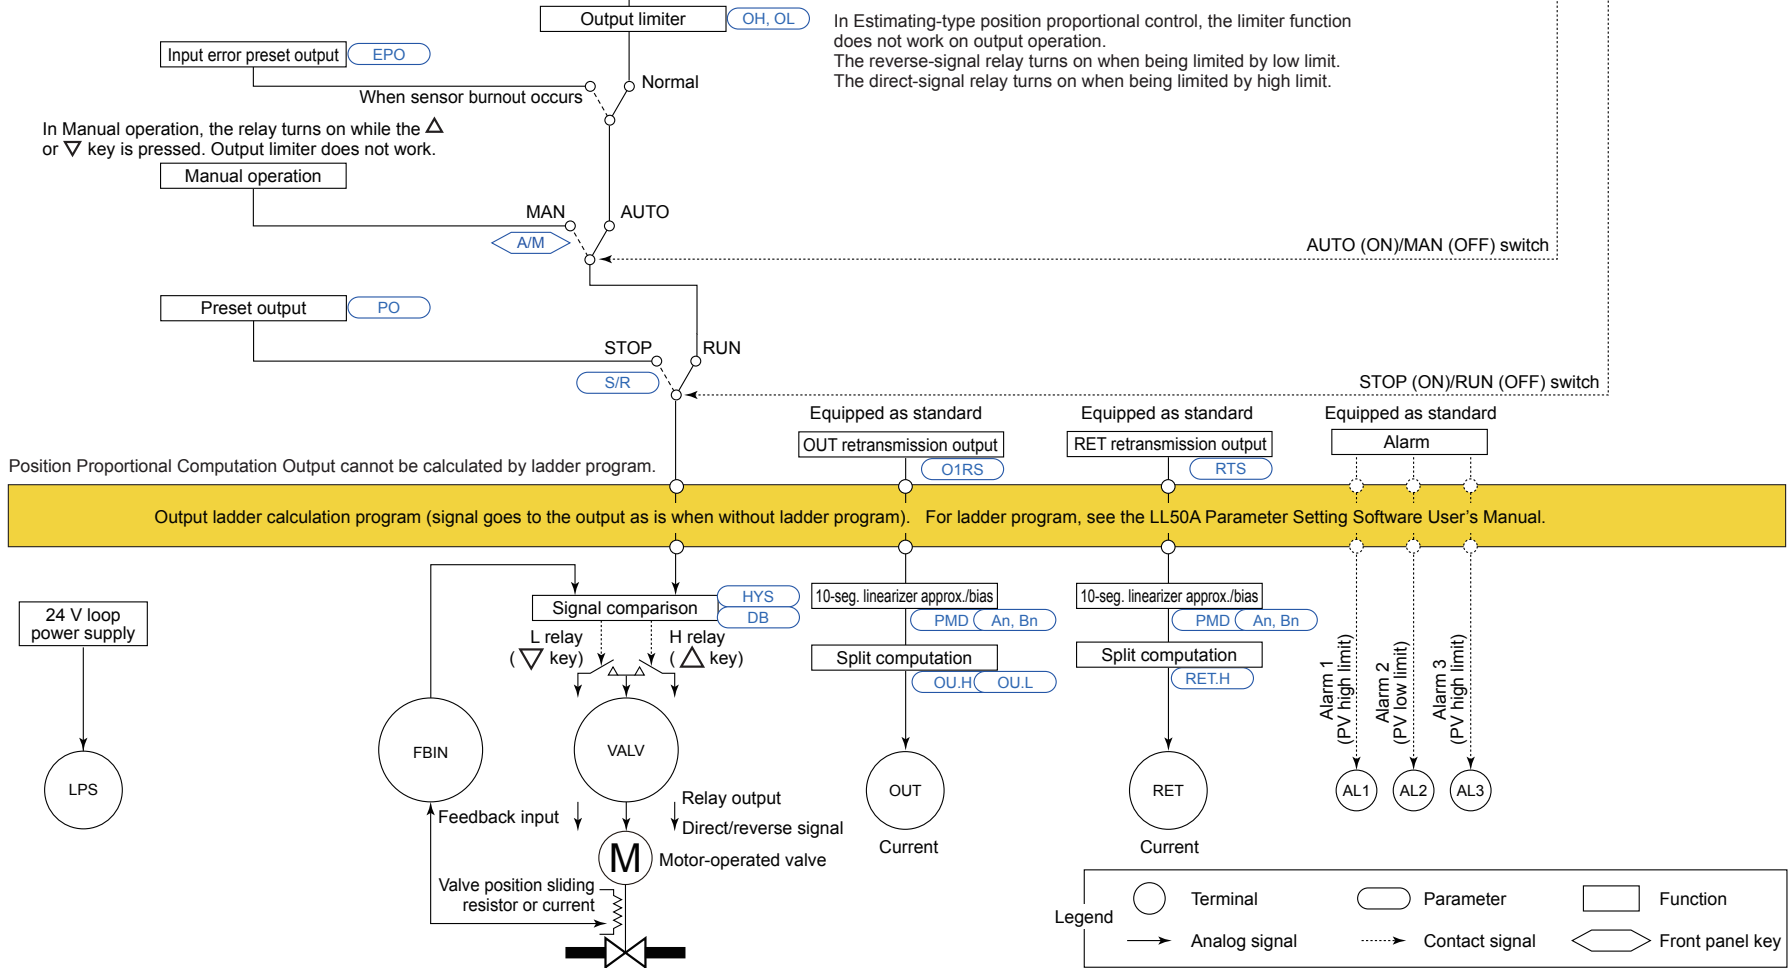 Output limiter
OH, OL
In Estimating-type position proportional control, the limiter function
does not work on output operation.
The reverse-signal relay turns on when being limited by low limit.
The direct-signal relay turns on when being limited by high limit.
Input error preset output
EPO
When sensor burnout occurs
Normal
In Manual operation, the relay turns on while the △
or ▽ key is pressed. Output limiter does not work.
Manual operation
MAN
AUTO
A/M
AUTO (ON)/MAN (OFF) switch
Preset output
PO
STOP
RUN
S/R
STOP (ON)/RUN (OFF) switch
Equipped as standard
Equipped as standard
Equipped as standard
OUT retransmission output
RET retransmission output
Alarm
O1RS
RTS
Position Proportional Computation Output cannot be calculated by ladder program.
Output ladder calculation program (signal goes to the output as is when without ladder program). For ladder program, see the LL50A Parameter Setting Software User's Manual.
24 V loop
power supply
Signal comparison
HYS
DB
10-seg. linearizer approx./bias
10-seg. linearizer approx./bias
PMD
An, Bn
PMD
An, Bn
L relay
(▽ key)
H relay
(△ key)
Split computation
Split computation
OU.H
OU.L
RET.H
Alarm 1
(PV high limit)
Alarm 2
(PV low limit)
Alarm 3
(PV high limit)
LPS
FBIN
VALV
OUT
RET
AL1
AL2
AL3
Feedback input
Relay output
Direct/reverse signal
Current
Current
M
Motor-operated valve
Valve position sliding
resistor or current
Legend
Terminal
Parameter
Function
Analog signal
Contact signal
Front panel key